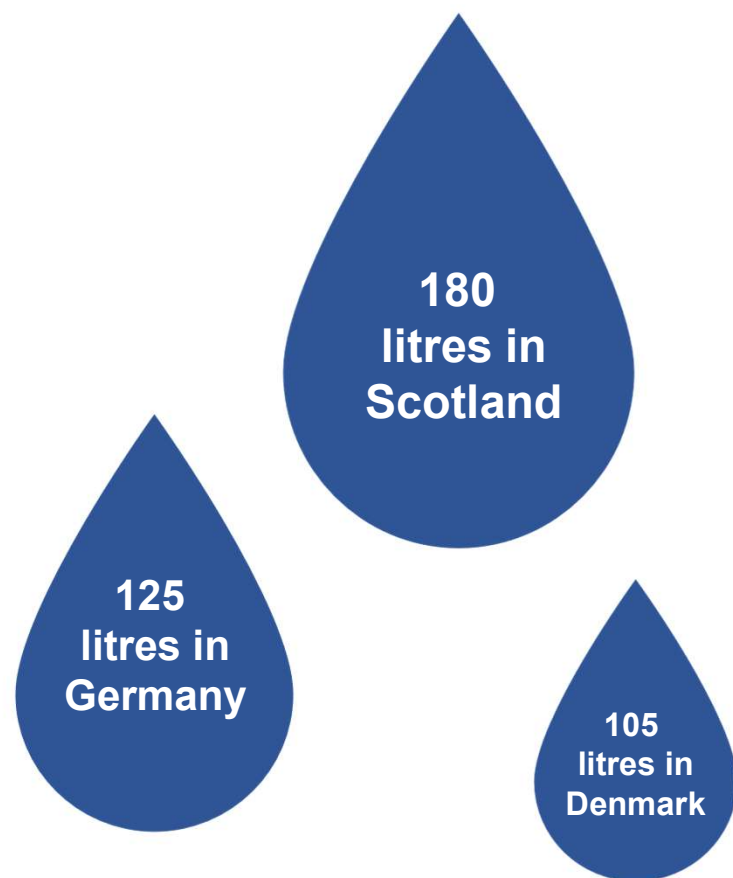 180
litres in
Scotland
125
litres in
Germany
105
litres in
Denmark